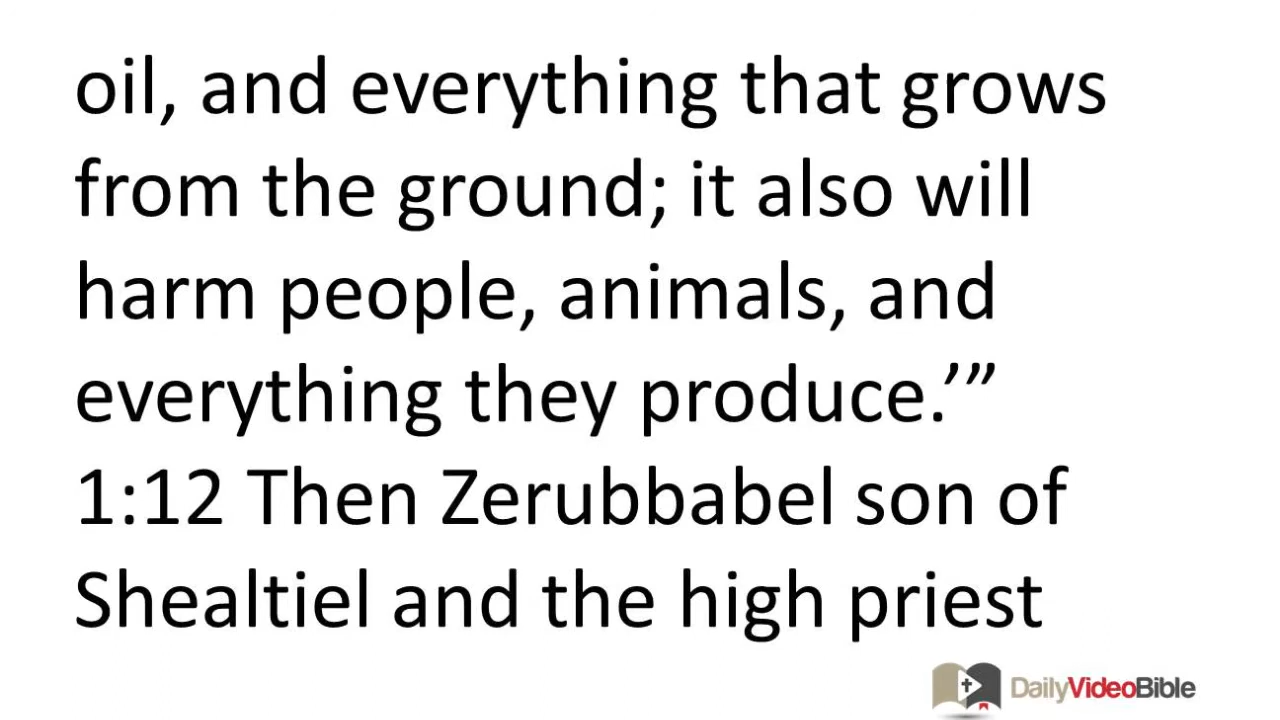 oil, and everything that grows
from the ground; it also will
harm people, animals, and
everything they produce.’”
1:12 Then Zerubbabel son of
Shealtiel and the high priest
DailyVideoBible